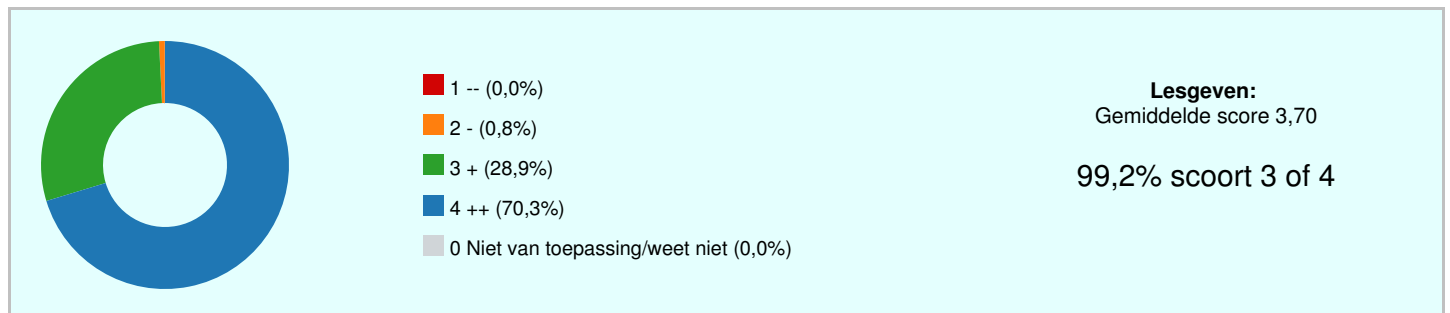 1 -- (0,0%)
2 - (0,8%)
3 + (28,9%)
4 ++ (70,3%)
0 Niet van toepassing/weet niet (0,0%)
Lesgeven:
Gemiddelde score 3,70
99,2% scoort 3 of 4